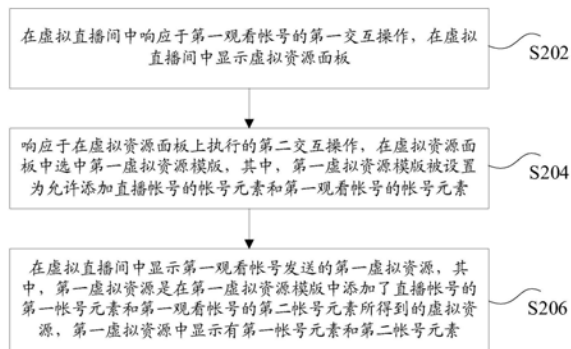 在虚拟直播间中响应于第一观看帐号的第一交互操作，在虚拟
直播间中显示虚拟资源面板
S202
响应于在虚拟资源面板上执行的第二交互操作，在虚拟资源面
板中选中第一虚拟资源模版，其中，第一虚拟资源模版被设置
为允许添加直播帐号的帐号元素和第一观看帐号的帐号元素
S204
在虚拟直播间中显示第一观看帐号发送的第一虚拟资源，其
中，第一虚拟资源是在第一虚拟资源模版中添加了直播帐号的
第一帐号元素和第一观看帐号的第二帐号元素所得到的虚拟资
源，第一虚拟资源中显示有第一帐号元素和第二帐号元素
S206